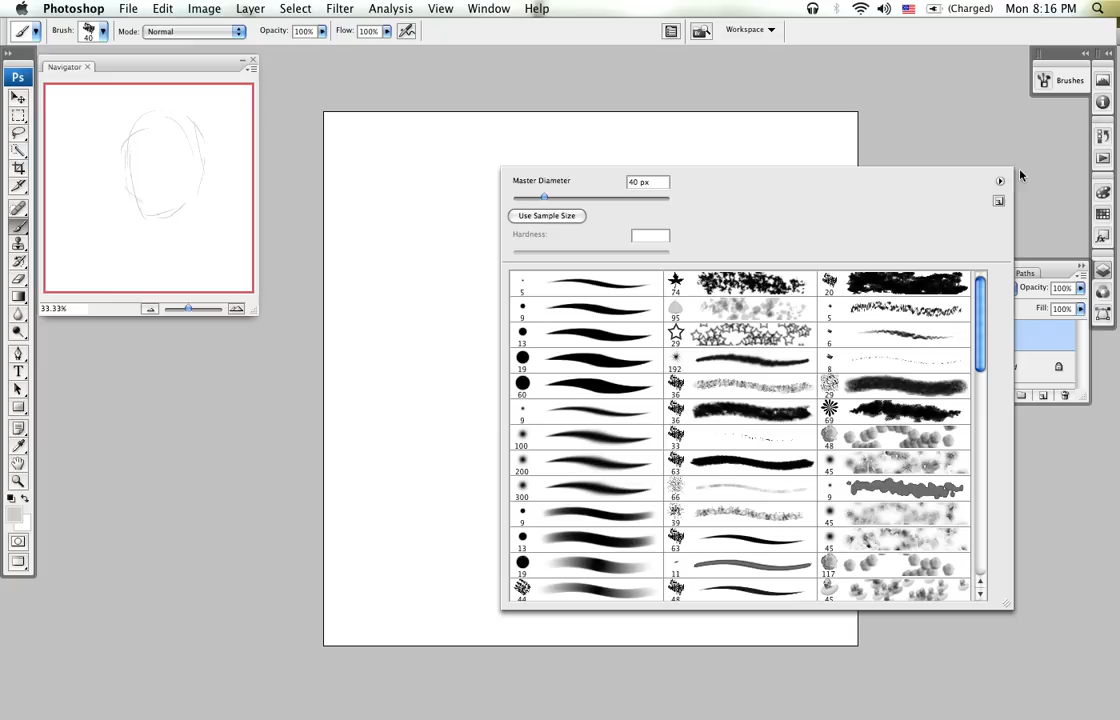 Photoshop File Edit Image Layer Select Filter Analysis View Window Help (Charged) Mon 8:16 PM
Brush: 40 Mode: Normal Opacity: 100% Flow: 100% Workspace
Navigator
Ps
Brushes
Master Diameter 40 px
Use Sample Size
Hardness:
Paths
Opacity: 100%
Fill: 100%
33.33%
5 74 20
9 95 5
13 29 6
19 192 8
60 36 29
9 36 69
100 33 48
200 63 45
300 66 9
9 39 45
13 63 45
19 11 117
44 48 45
T